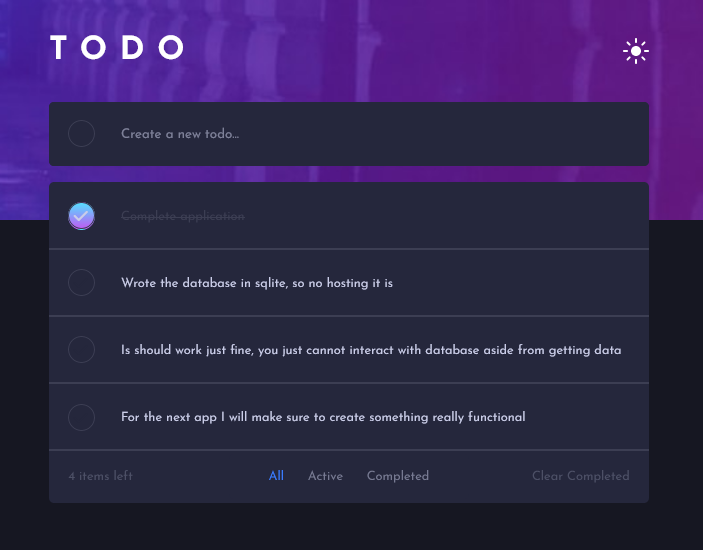 TODO
Create a new todo...
Complete application
Wrote the database in sqlite, so no hosting it is
Is should work just fine, you just cannot interact with database aside from getting data
For the next app I will make sure to create something really functional
4 items left All Active Completed Clear Completed